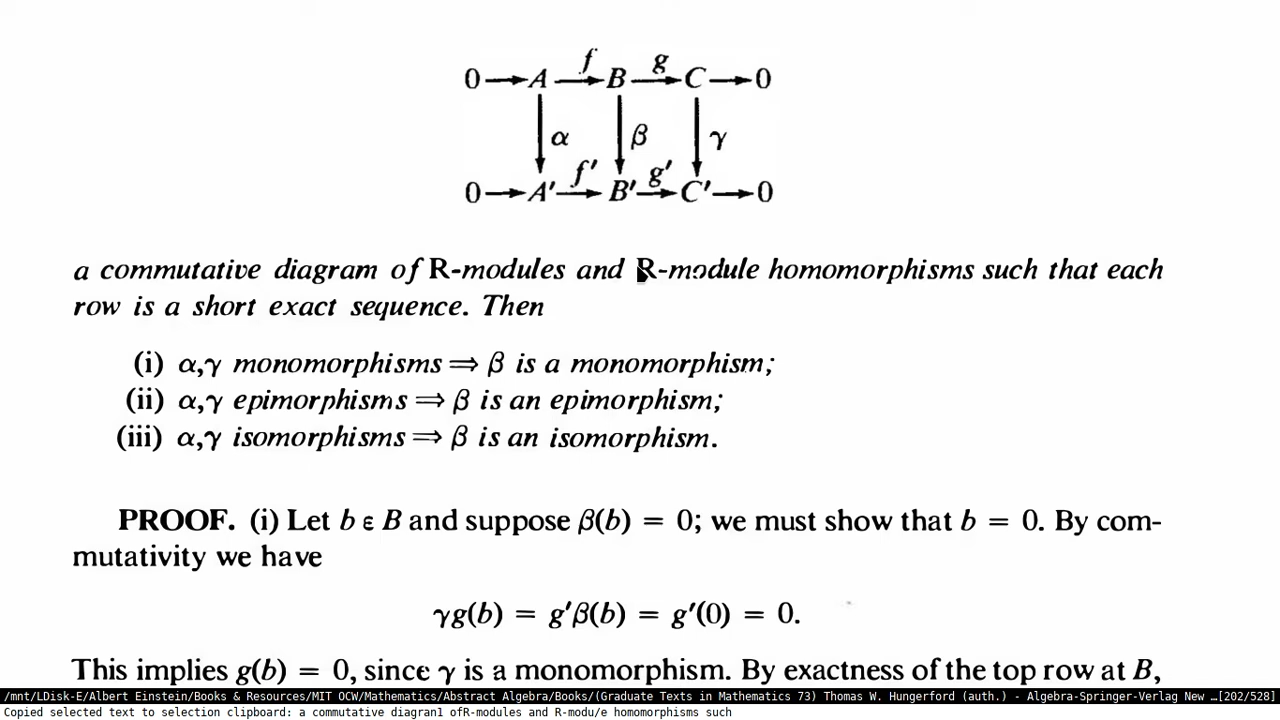 f g
0 → A → B → C → 0
α β γ
f′ g′
0 → A′ → B′ → C′ → 0
a commutative diagram of R-modules and R-module homomorphisms such that each
row is a short exact sequence. Then
(i) α,γ monomorphisms ⇒ β is a monomorphism;
(ii) α,γ epimorphisms ⇒ β is an epimorphism;
(iii) α,γ isomorphisms ⇒ β is an isomorphism.
PROOF. (i) Let b ∈ B and suppose β(b) = 0; we must show that b = 0. By com-
mutativity we have
γg(b) = g′β(b) = g′(0) = 0.
This implies g(b) = 0, since γ is a monomorphism. By exactness of the top row at B,
/mnt/LDisk-E/Albert Einstein/Books & Resources/MIT OCW/Mathematics/Abstract Algebra/Books/(Graduate Texts in Mathematics 73) Thomas W. Hungerford (auth.) - Algebra-Springer-Verlag New …[202/528]
Copied selected text to selection clipboard: a commutative diagran1 ofR-modules and R-modu/e homomorphisms such